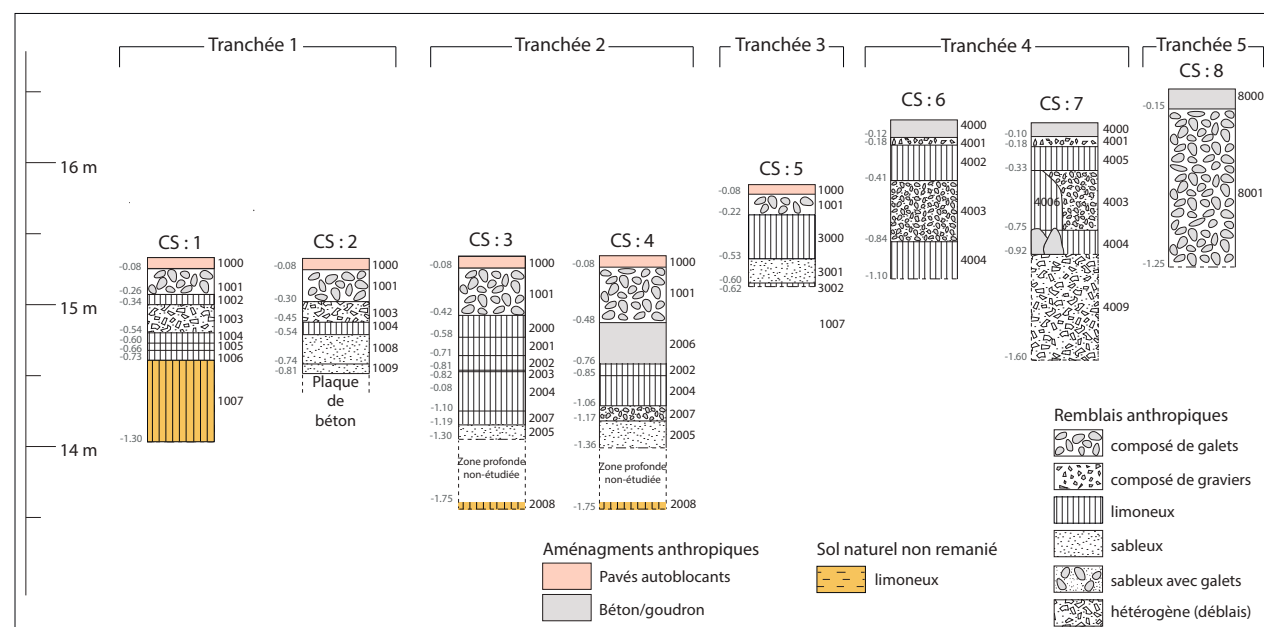 Tranchée 1
Tranchée 2
Tranchée 3
Tranchée 4
Tranchée 5
16 m
15 m
14 m
CS : 1
-0.08
-0.26
-0.34
-0.54
-0.60
-0.66
-0.73
-1.30
1000
1001
1002
1003
1004
1005
1006
1007
CS : 2
-0.08
-0.30
-0.45
-0.54
-0.74
-0.81
1000
1001
1003
1004
1008
1009
Plaque
de
béton
CS : 3
-0.08
-0.42
-0.58
-0.71
-0.81
-0.82
-0.08
-1.10
-1.19
-1.30
-1.75
1000
1001
2000
2001
2002
2003
2004
2007
2005
Zone profonde
non-étudiée
2008
CS : 4
-0.08
-0.48
-0.76
-0.85
-1.06
-1.17
-1.36
-1.75
1000
1001
2006
2002
2004
2007
2005
Zone profonde
non-étudiée
2008
CS : 5
-0.08
-0.22
-0.53
-0.60
-0.62
1000
1001
3000
3001
3002
1007
CS : 6
-0.12
-0.18
-0.41
-0.84
-1.10
4000
4001
4002
4003
4004
CS : 7
-0.10
-0.18
-0.33
-0.75
-0.92
-1.60
4000
4001
4005
4006
4003
4004
4009
CS : 8
-0.15
-1.25
8000
8001
Aménagments anthropiques
Pavés autoblocants
Béton/goudron
Sol naturel non remanié
limoneux
Remblais anthropiques
composé de galets
composé de graviers
limoneux
sableux
sableux avec galets
hétérogène (déblais)